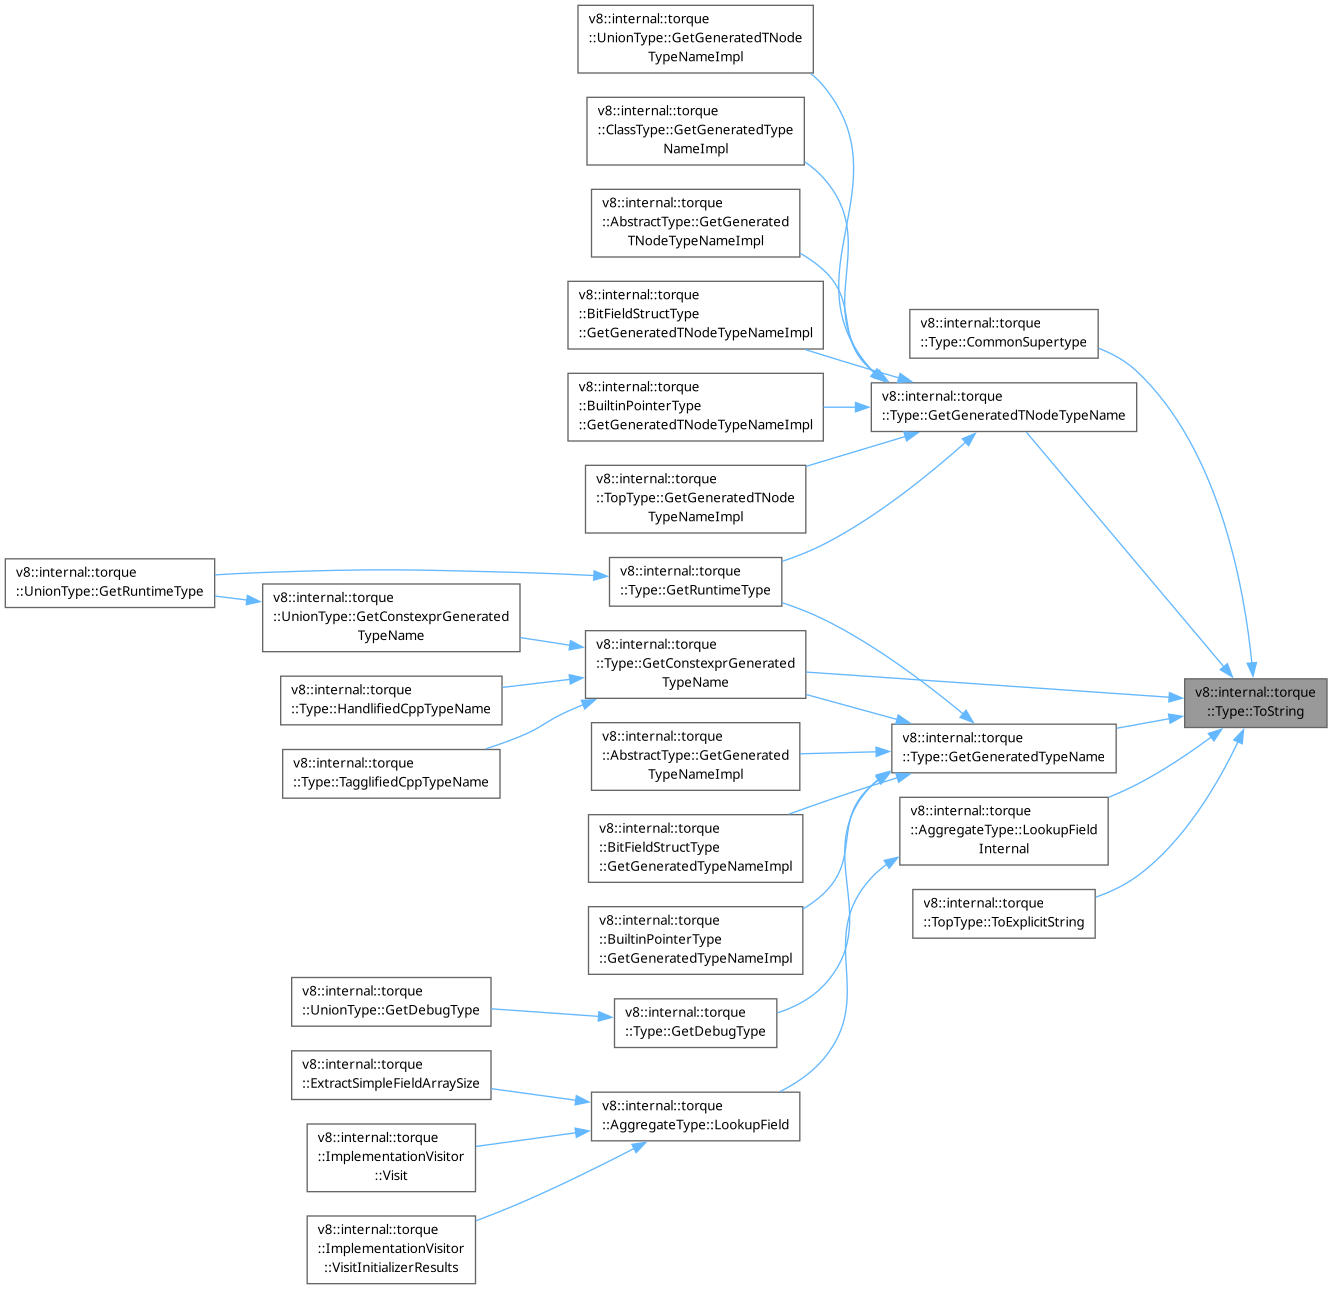 v8::internal::torque
::UnionType::GetGeneratedTNode
TypeNameImpl
v8::internal::torque
::ClassType::GetGeneratedType
NameImpl
v8::internal::torque
::AbstractType::GetGenerated
TNodeTypeNameImpl
v8::internal::torque
::BitFieldStructType
::GetGeneratedTNodeTypeNameImpl
v8::internal::torque
::Type::CommonSupertype
v8::internal::torque
::BuiltinPointerType
::GetGeneratedTNodeTypeNameImpl
v8::internal::torque
::Type::GetGeneratedTNodeTypeName
v8::internal::torque
::TopType::GetGeneratedTNode
TypeNameImpl
v8::internal::torque
::UnionType::GetRuntimeType
v8::internal::torque
::Type::GetRuntimeType
v8::internal::torque
::UnionType::GetConstexprGenerated
TypeName
v8::internal::torque
::Type::GetConstexprGenerated
TypeName
v8::internal::torque
::Type::HandlifiedCppTypeName
v8::internal::torque
::Type::ToString
v8::internal::torque
::Type::TagglifiedCppTypeName
v8::internal::torque
::AbstractType::GetGenerated
TypeNameImpl
v8::internal::torque
::Type::GetGeneratedTypeName
v8::internal::torque
::BitFieldStructType
::GetGeneratedTypeNameImpl
v8::internal::torque
::AggregateType::LookupField
Internal
v8::internal::torque
::BuiltinPointerType
::GetGeneratedTypeNameImpl
v8::internal::torque
::TopType::ToExplicitString
v8::internal::torque
::UnionType::GetDebugType
v8::internal::torque
::Type::GetDebugType
v8::internal::torque
::ExtractSimpleFieldArraySize
v8::internal::torque
::AggregateType::LookupField
v8::internal::torque
::ImplementationVisitor
::Visit
v8::internal::torque
::ImplementationVisitor
::VisitInitializerResults